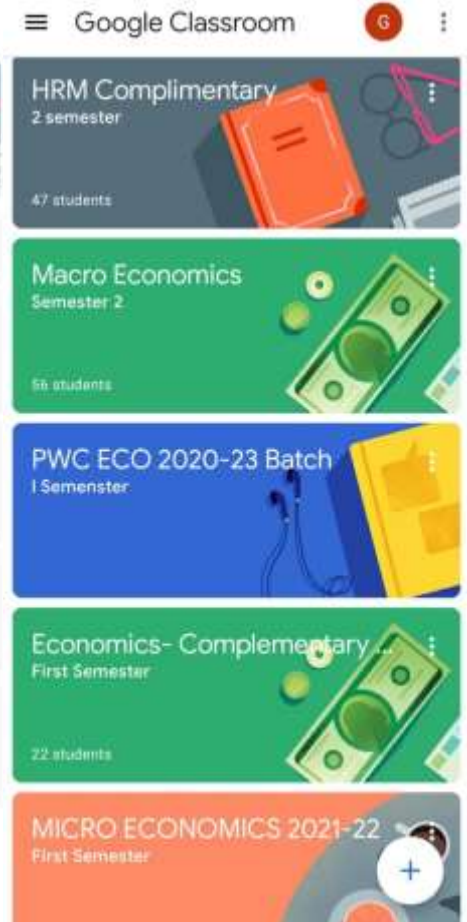 Google Classroom
G
HRM Complimentary
2 semester
47 students
Macro Economics
Semester 2
56 students
PWC ECO 2020-23 Batch
I Semenster
Economics- Complementary ...
First Semester
22 students
MICRO ECONOMICS 2021-22
First Semester